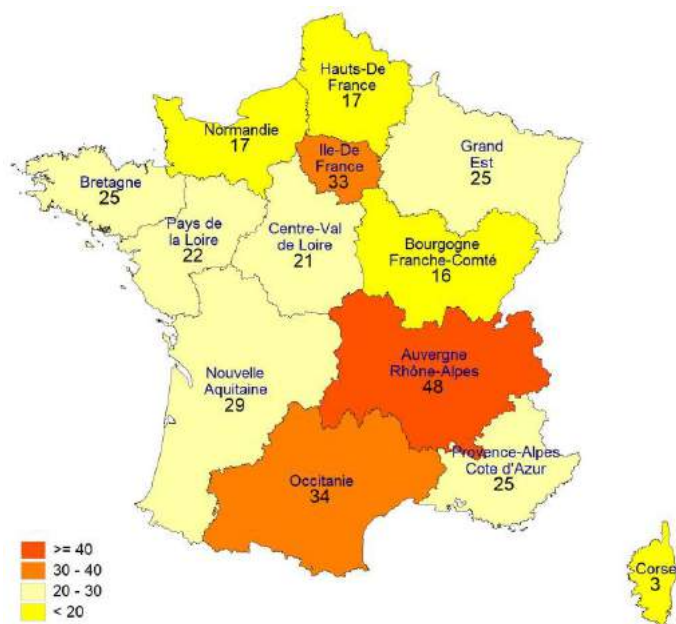 Hauts-De
France
17
Normandie
17
Ile-De
France
33
Grand
Est
25
Bretagne
25
Pays de
la Loire
22
Centre-Val
de Loire
21
Bourgogne
Franche-Comté
16
Auvergne
Rhône-Alpes
48
Nouvelle
Aquitaine
29
Provence-Alpes
Cote d'Azur
25
Occitanie
34
>= 40
30 - 40
20 - 30
< 20
Corse
3